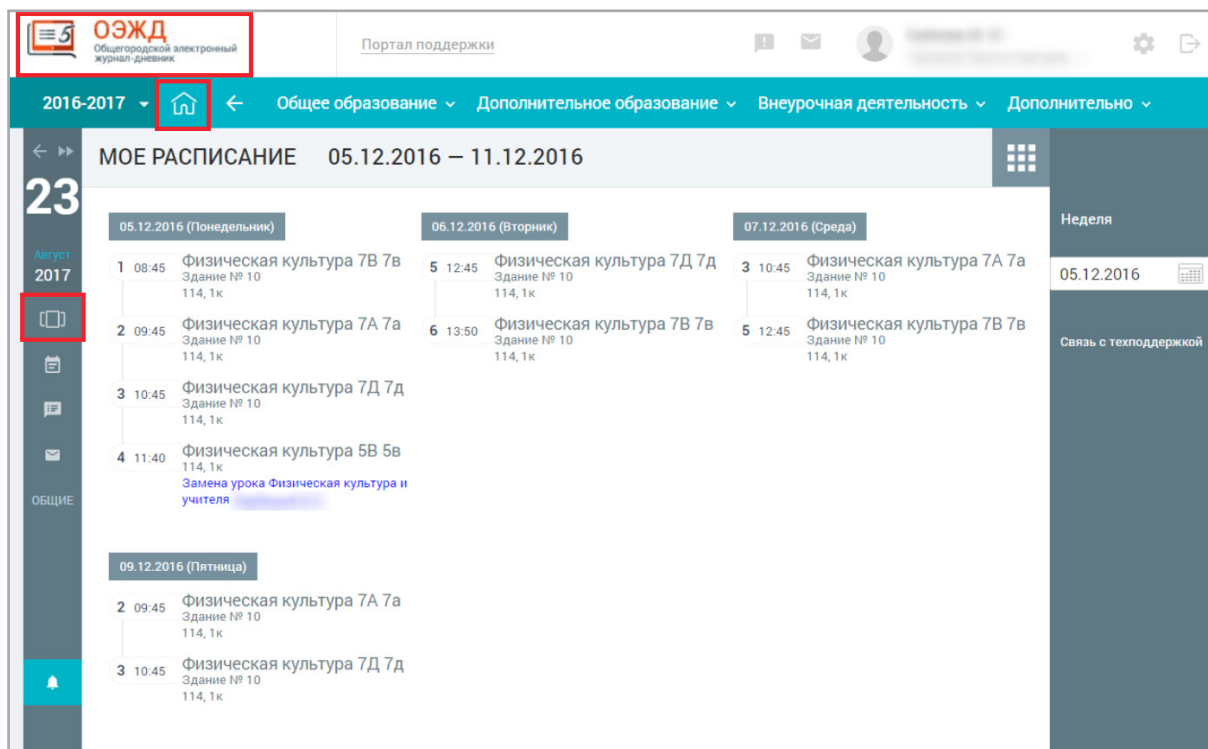 5
ОЭЖД
Общегородской электронный
журнал-дневник
Портал поддержки
2016-2017
Общее образование
Дополнительное образование
Внеурочная деятельность
Дополнительно
23
Август
2017
ОБЩИЕ
МОЕ РАСПИСАНИЕ 05.12.2016 — 11.12.2016
05.12.2016 (Понедельник)
1 08:45 Физическая культура 7В 7в
Здание № 10
114, 1к
2 09:45 Физическая культура 7А 7а
Здание № 10
114, 1к
3 10:45 Физическая культура 7Д 7д
Здание № 10
114, 1к
4 11:40 Физическая культура 5В 5в
114, 1к
Замена урока Физическая культура и
учителя
06.12.2016 (Вторник)
5 12:45 Физическая культура 7Д 7д
Здание № 10
114, 1к
6 13:50 Физическая культура 7В 7в
Здание № 10
114, 1к
07.12.2016 (Среда)
3 10:45 Физическая культура 7А 7а
Здание № 10
114, 1к
5 12:45 Физическая культура 7В 7в
Здание № 10
114, 1к
09.12.2016 (Пятница)
2 09:45 Физическая культура 7А 7а
Здание № 10
114, 1к
3 10:45 Физическая культура 7Д 7д
Здание № 10
114, 1к
Неделя
05.12.2016
Связь с техподдержкой